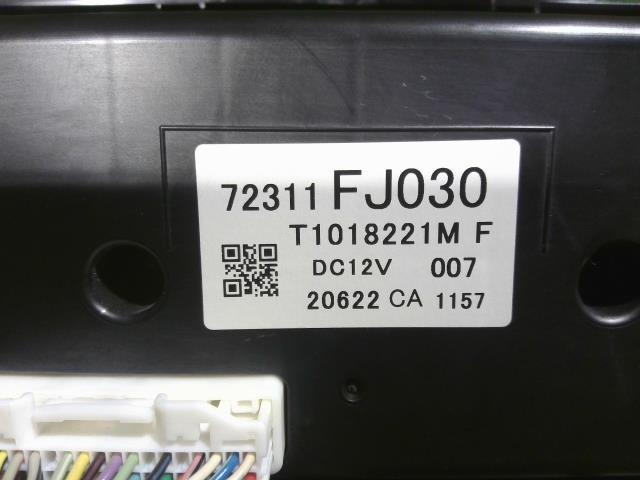 72311 FJ030
T1018221M F
DC12V 007
20622 CA 1157